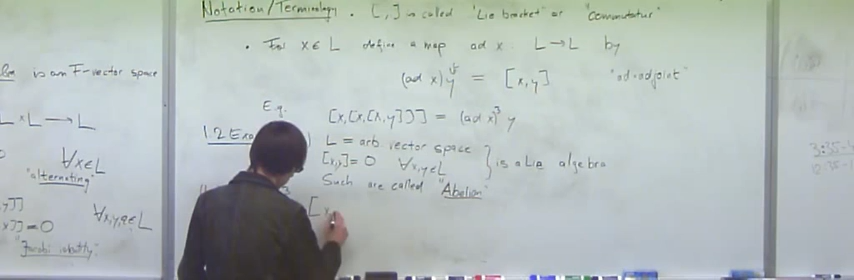 is an F-vector space
L × L → L
∀x∈L
"alternating"
∀x,y,z∈L
]] = 0
"Jacobi identity"
Notation/Terminology • [,] is called "Lie bracket" or "commutator"
• For x∈L define a map ad x: L→L by
(ad x)y = [x,y] "ad-adjoint"
E.g. [x,[x,[x,y]]] = (ad x)³ y
1.2 Exa
L = arb vector space
[x,y]=0 ∀x,y∈L } is a Lie algebra
Such are called "Abelian"
[x,